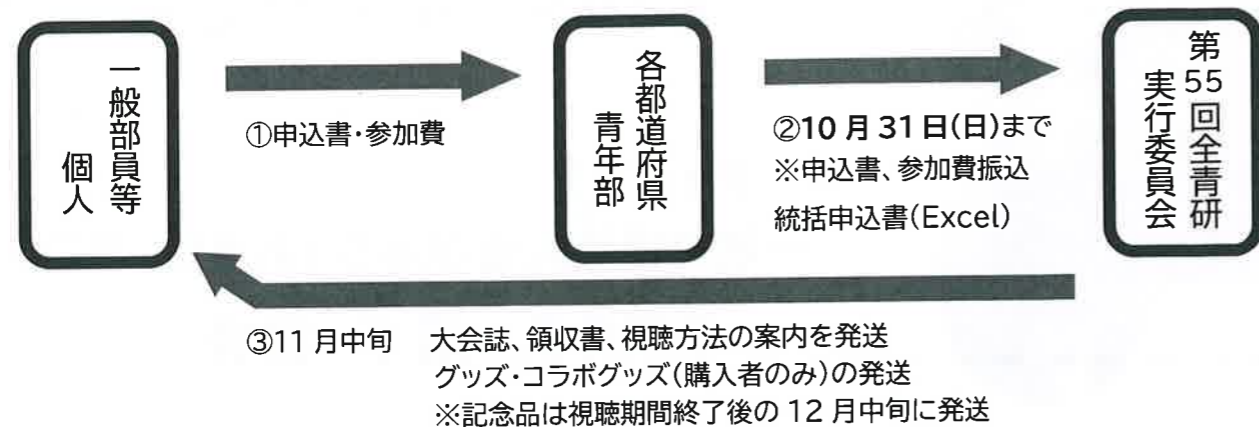 一般部員等
個人
①申込書・参加費
各都道府県
青年部
②10月31日(日)まで
※申込書、参加費振込
統括申込書(Excel)
第55回全青研
実行委員会
③11月中旬 大会誌、領収書、視聴方法の案内を発送
グッズ・コラボグッズ(購入者のみ)の発送
※記念品は視聴期間終了後の12月中旬に発送